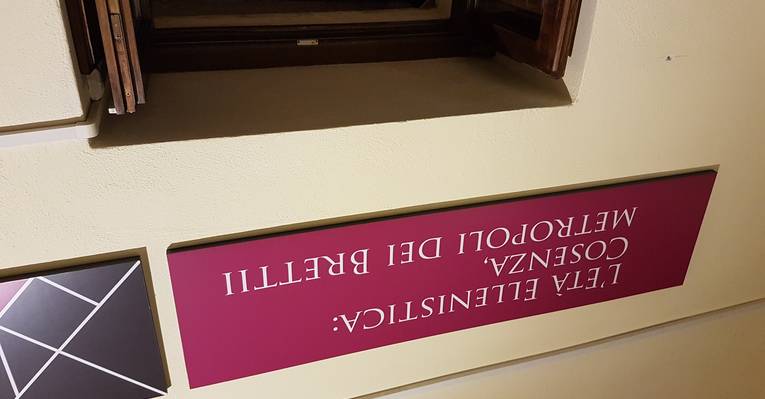 L'ETÀ ELLENISTICA:
COSENZA,
METROPOLI DEI BRETTII